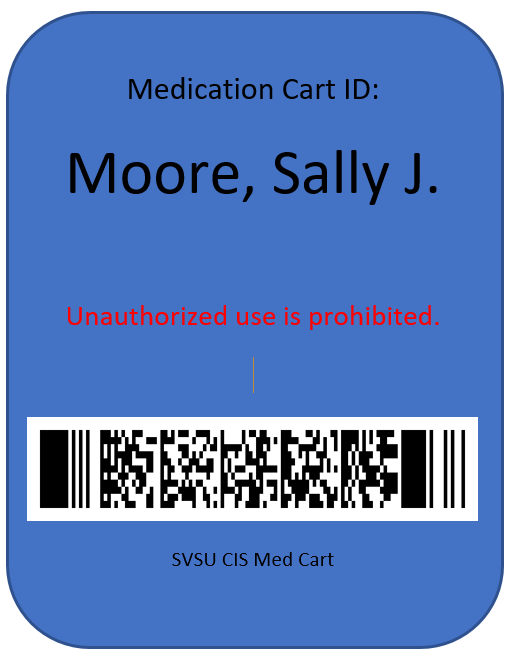 Medication Cart ID:
Moore, Sally J.
Unauthorized use is prohibited.
SVSU CIS Med Cart